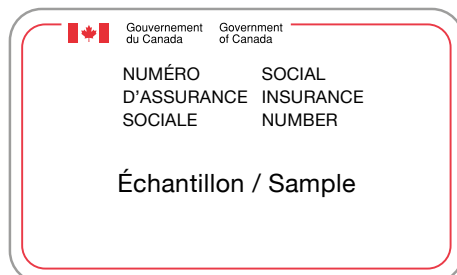 Gouvernement du Canada
Government of Canada
NUMÉRO D'ASSURANCE SOCIALE
SOCIAL INSURANCE NUMBER
Échantillon / Sample